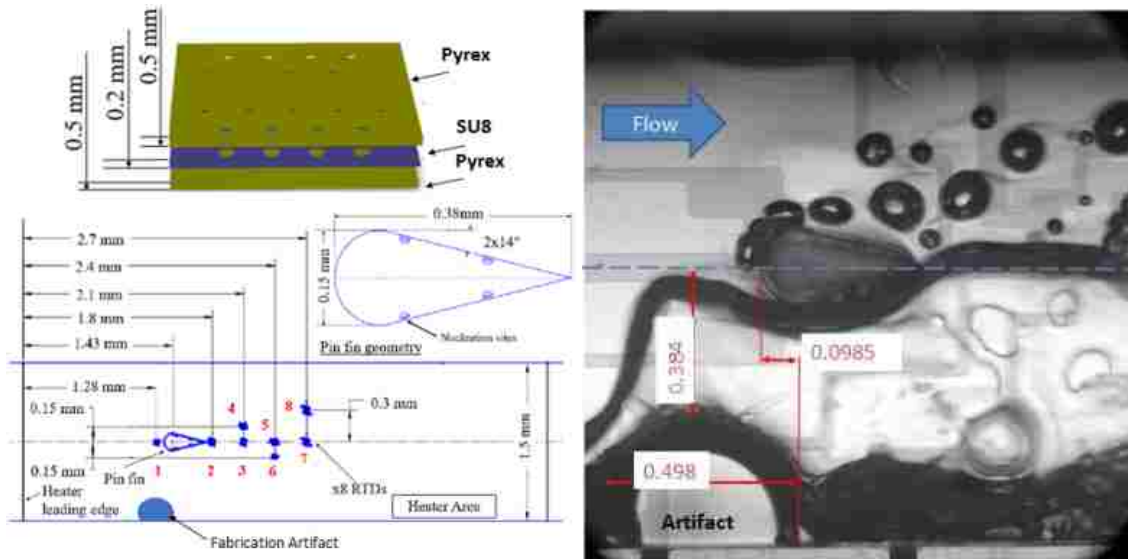 0.5 mm
0.2 mm
0.5 mm
Pyrex
SU8
Pyrex
0.38mm
2x14°
0.15 mm
Nucleation sites
Pin fin geometry
2.7 mm
2.4 mm
2.1 mm
1.8 mm
1.43 mm
1.28 mm
0.15 mm
0.15 mm
4
8
5
0.3 mm
1
2
3
6
7
Pin fin
x8 RTDs
1.5 mm
Heater
leading edge
Heater Area
Fabrication Artifact
Flow
0.384
0.0985
0.498
Artifact